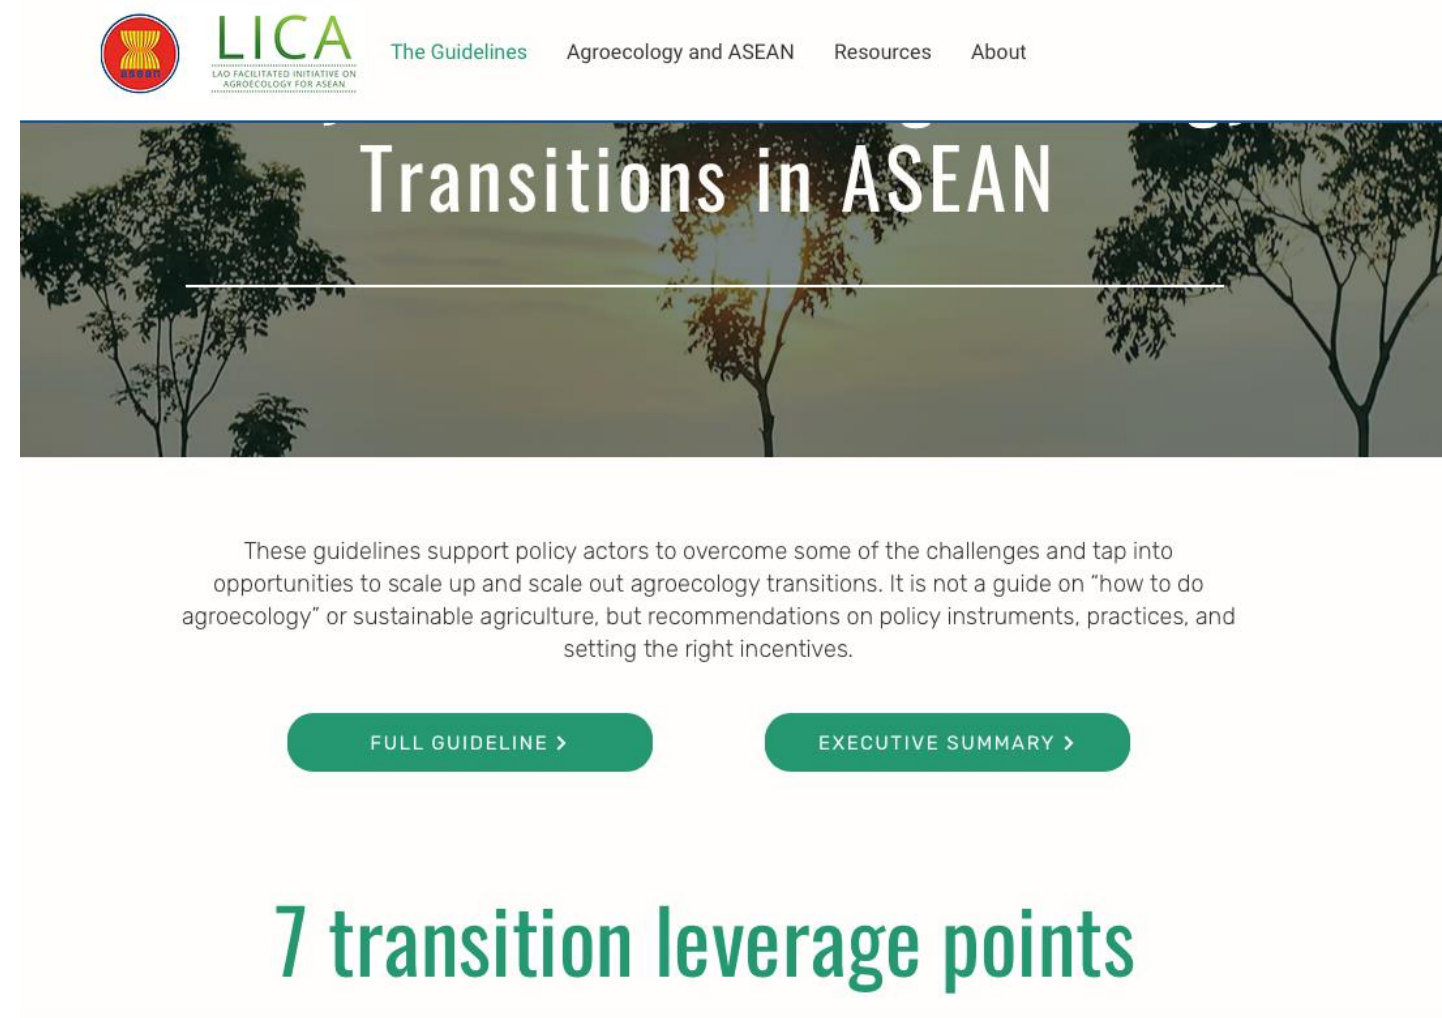 asean
LICA
LAO FACILITATED INITIATIVE ON
AGROECOLOGY FOR ASEAN
The Guidelines
Agroecology and ASEAN
Resources
About
Transitions in ASEAN
These guidelines support policy actors to overcome some of the challenges and tap into
opportunities to scale up and scale out agroecology transitions. It is not a guide on “how to do
agroecology” or sustainable agriculture, but recommendations on policy instruments, practices, and
setting the right incentives.
FULL GUIDELINE >
EXECUTIVE SUMMARY >
7 transition leverage points